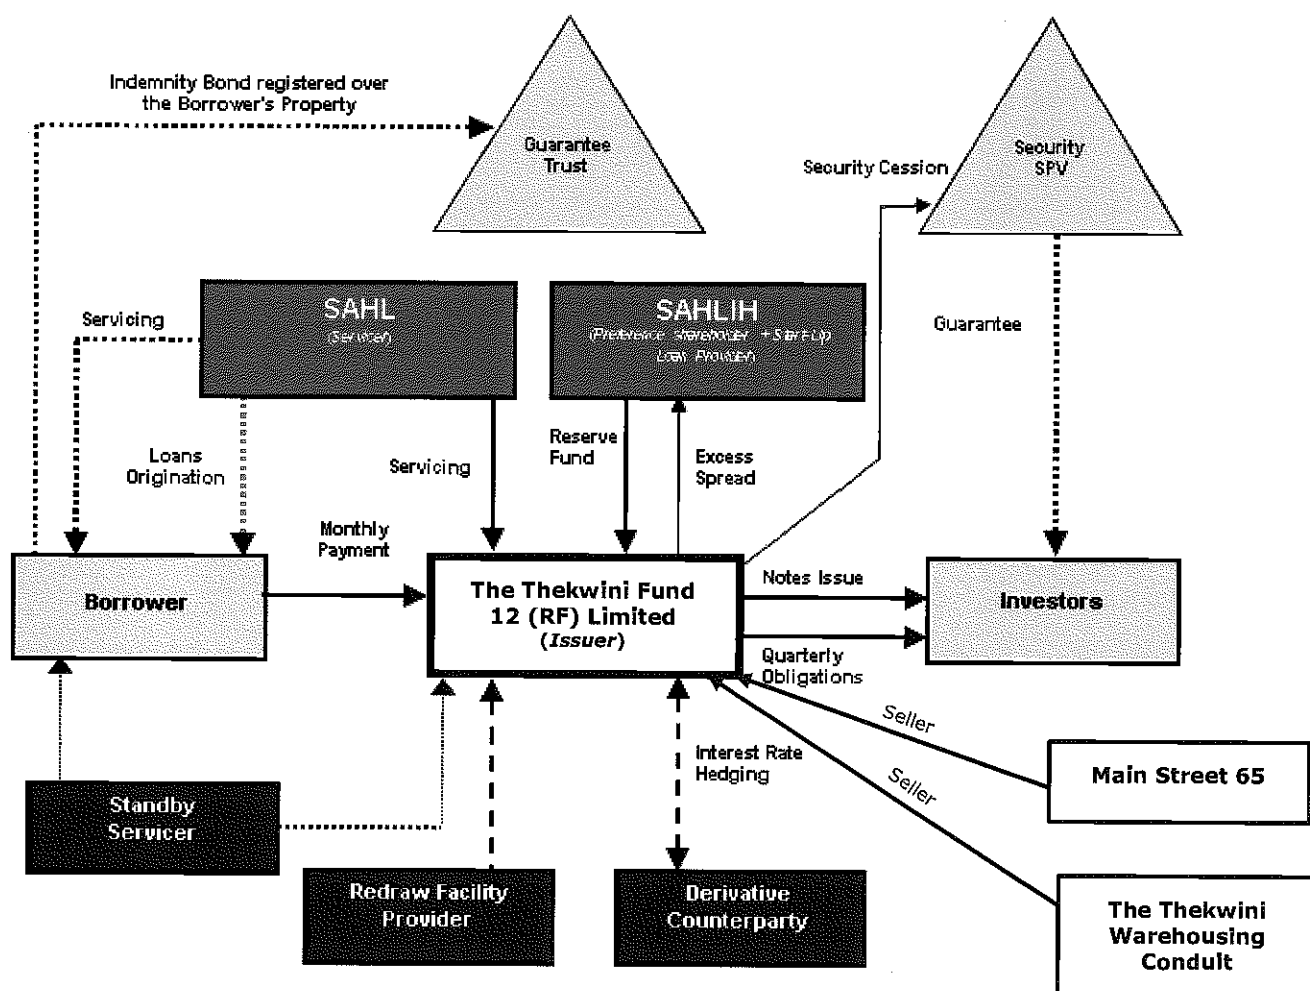 Indemnity Bond registered over
the Borrower's Property
Guarantee
Trust
Security Cession
Security
SPV
SAHL
(Servicer)
SAHLIH
(Preference shareholder + Start-Up
Loan Provider)
Servicing
Guarantee
Loans
Origination
Servicing
Reserve
Fund
Excess
Spread
Monthly
Payment
Borrower
The Thekwini Fund
12 (RF) Limited
(Issuer)
Notes Issue
Investors
Quarterly
Obligations
Seller
Main Street 65
Interest Rate
Hedging
Seller
Standby
Servicer
Redraw Facility
Provider
Derivative
Counterparty
The Thekwini
Warehousing
Conduit